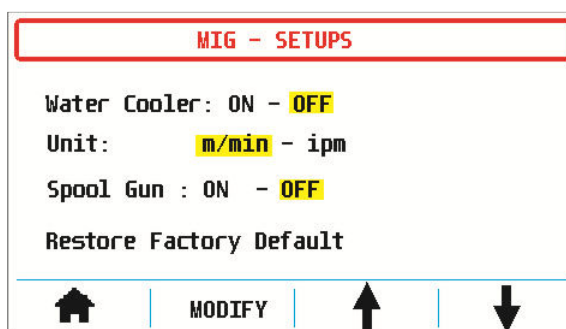 MIG - SETUPS
Water Cooler: ON - OFF
Unit: m/min - ipm
Spool Gun : ON - OFF
Restore Factory Default
MODIFY